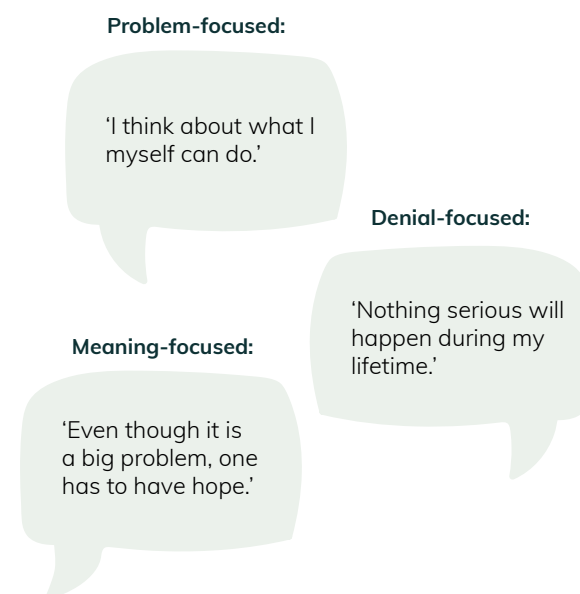 Problem-focused:
‘I think about what I
myself can do.’
Denial-focused:
‘Nothing serious will
happen during my
lifetime.’
Meaning-focused:
‘Even though it is
a big problem, one
has to have hope.’